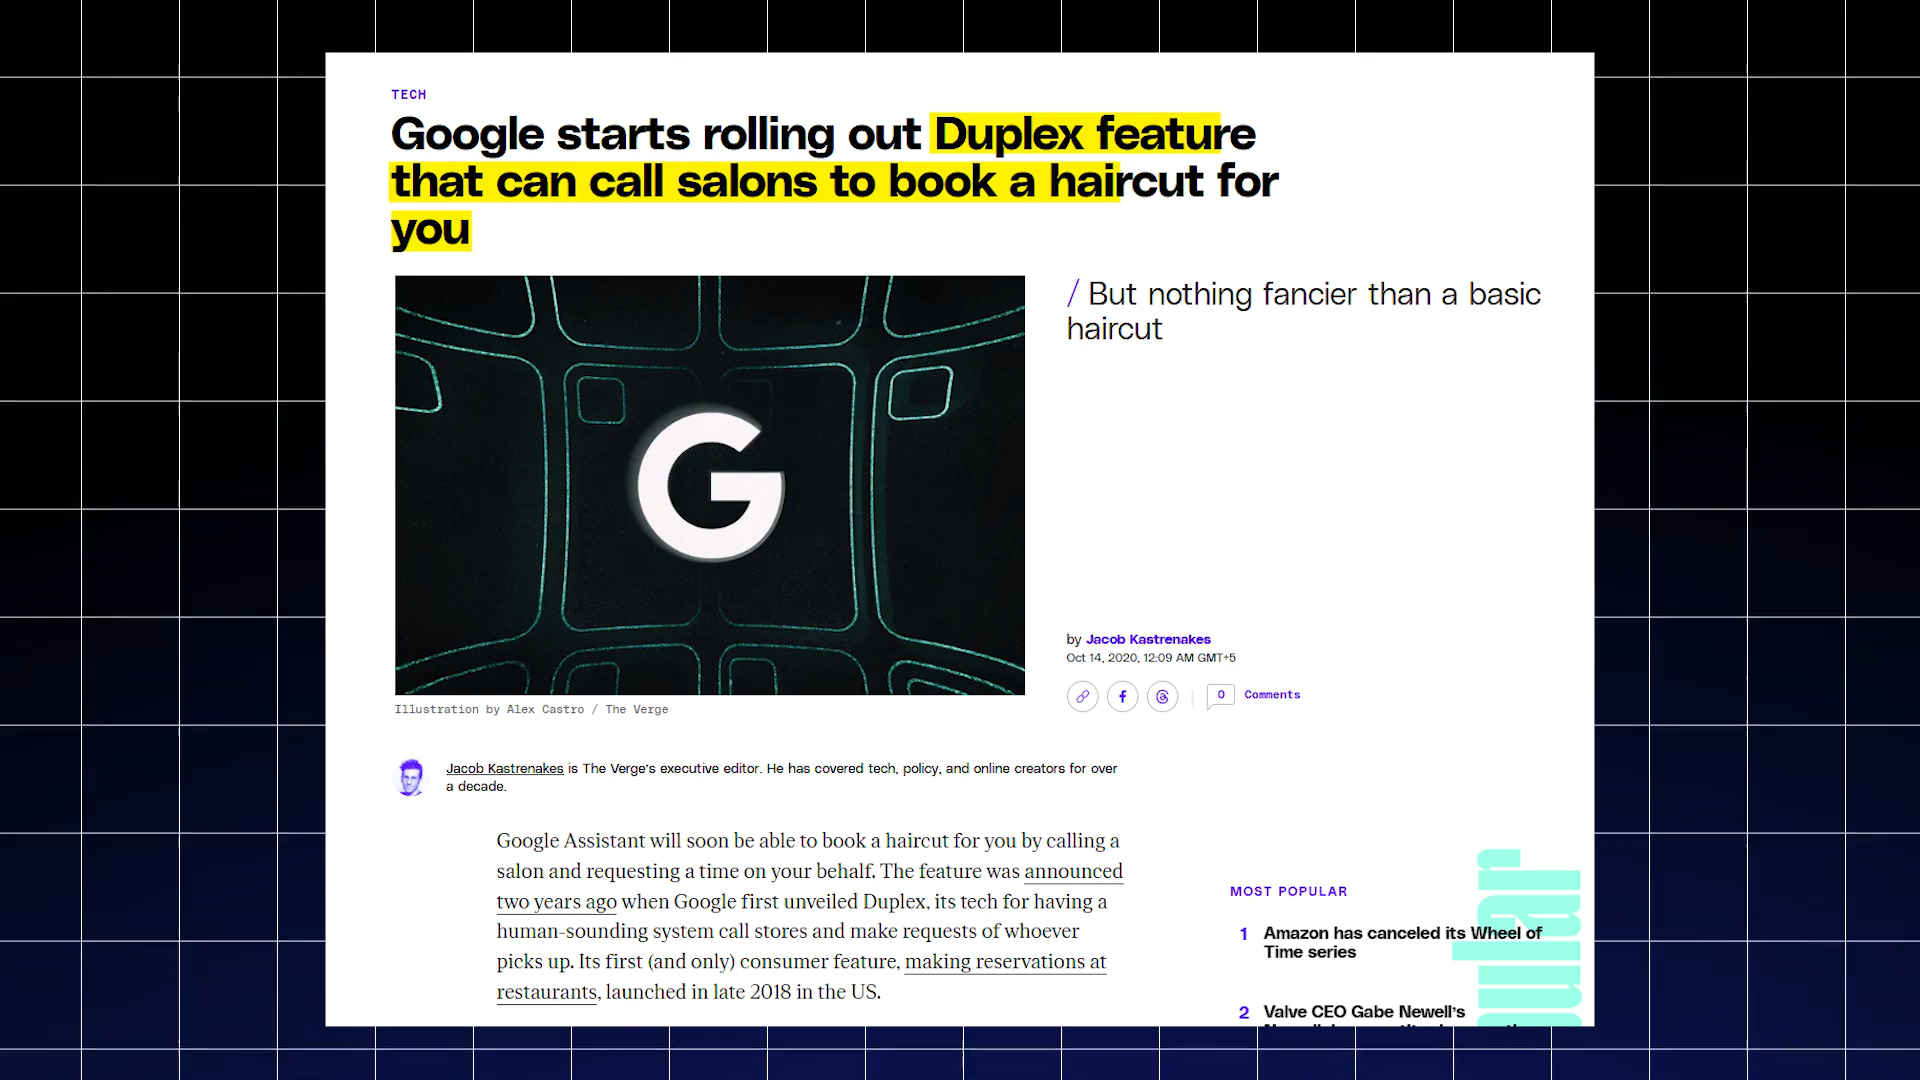 TECH
Google starts rolling out Duplex feature
that can call salons to book a haircut for
you
/ But nothing fancier than a basic
haircut
G
by Jacob Kastrenakes
Oct 14, 2020, 12:09 AM GMT+5
0 Comments
Illustration by Alex Castro / The Verge
Jacob Kastrenakes is The Verge's executive editor. He has covered tech, policy, and online creators for over
a decade.
Google Assistant will soon be able to book a haircut for you by calling a
salon and requesting a time on your behalf. The feature was announced
two years ago when Google first unveiled Duplex, its tech for having a
human-sounding system call stores and make requests of whoever
picks up. Its first (and only) consumer feature, making reservations at
restaurants, launched in late 2018 in the US.
MOST POPULAR
1 Amazon has canceled its Wheel of
Time series
2 Valve CEO Gabe Newell's